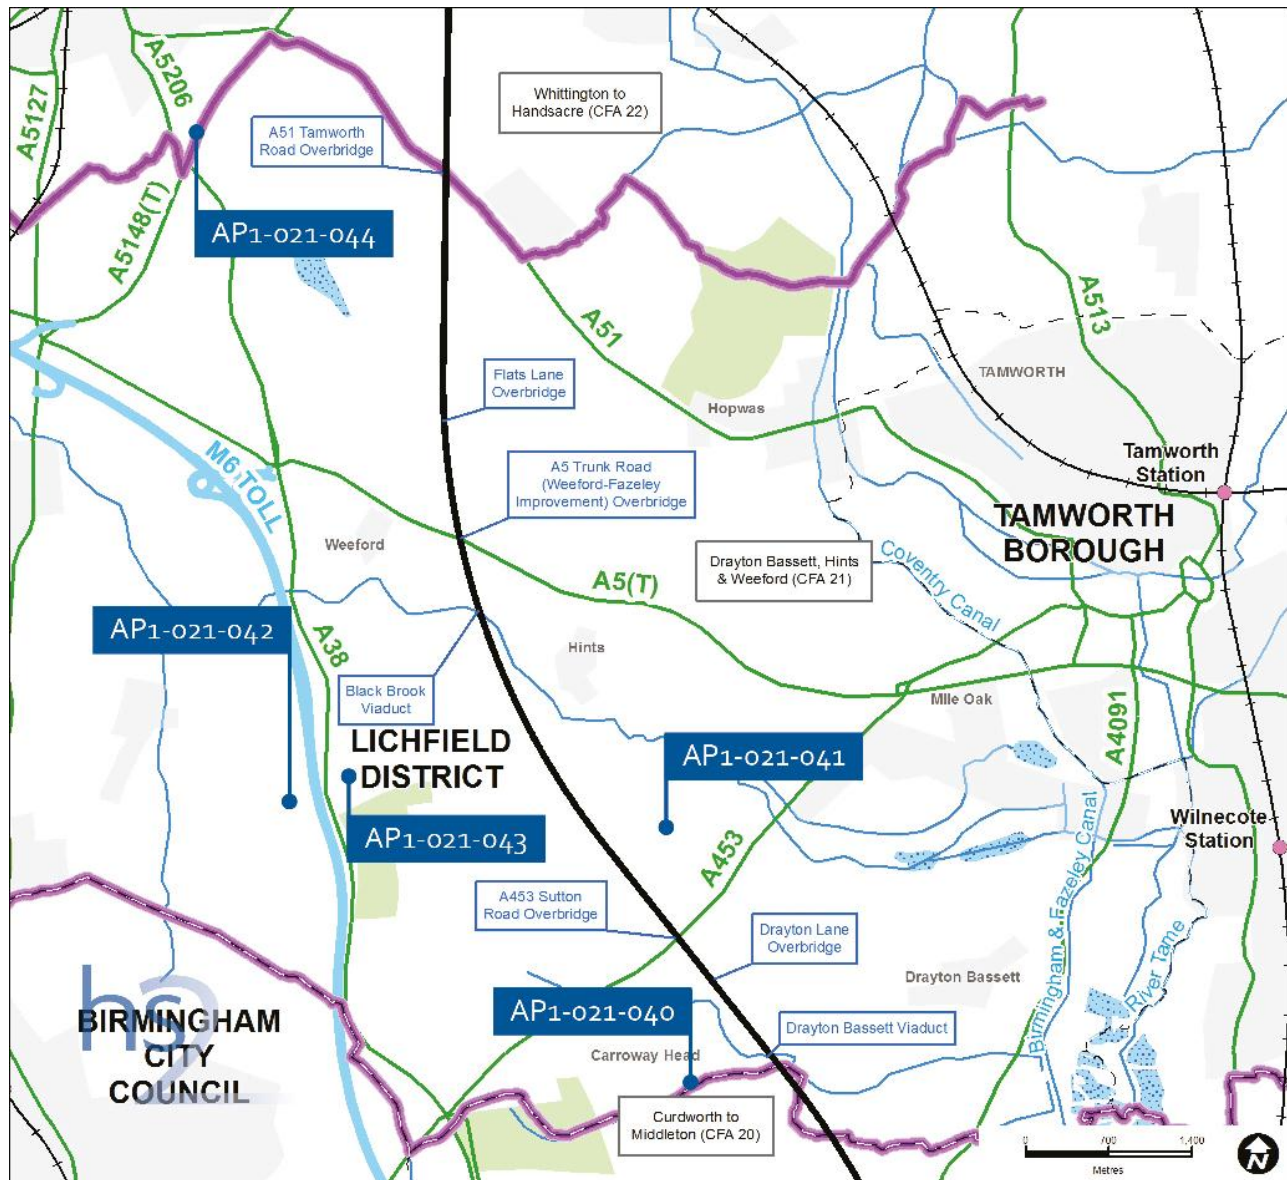 A5206
A5127
Whittington to
Handsacre (CFA 22)
A51 Tamworth
Road Overbridge
AP1-021-044
A5148(T)
A51
A513
TAMWORTH
Flats Lane
Overbridge
Hopwas
M6 TOLL
A5 Trunk Road
(Weeford-Fazeley
Improvement) Overbridge
Tamworth
Station
TAMWORTH
BOROUGH
Weeford
Drayton Bassett, Hints
& Weeford (CFA 21)
Coventry Canal
A5(T)
AP1-021-042
A38
Hints
Black Brook
Viaduct
Mile Oak
A4091
LICHFIELD
DISTRICT
AP1-021-041
AP1-021-043
A453
Wilnecote
Station
A453 Sutton
Road Overbridge
Drayton Lane
Overbridge
Birmingham & Fazeley Canal
River Tame
Drayton Bassett
hs2
BIRMINGHAM
CITY
COUNCIL
AP1-021-040
Drayton Bassett Viaduct
Carroway Head
Curdworth to
Middleton (CFA 20)
0 700 1,400
Metres
N